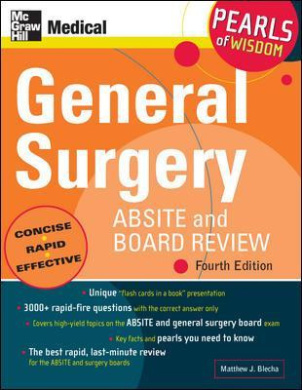 Mc
Graw
Hill
Medical
PEARLS
of WISDOM
General
Surgery
ABSITE and
BOARD REVIEW
Fourth Edition
CONCISE
RAPID
EFFECTIVE
• Unique "flash cards in a book" presentation
• 3000+ rapid-fire questions with the correct answer only
• Covers high-yield topics on the ABSITE and general surgery board exam
• Key facts and pearls you need to know
• The best rapid, last-minute review
for the ABSITE and surgery boards
Matthew J. Blecha